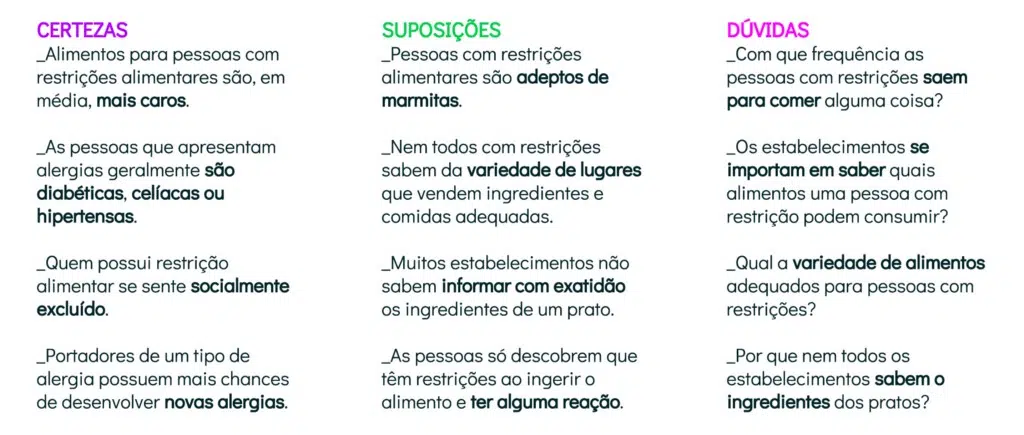 CERTEZAS
_Alimentos para pessoas com
restrições alimentares são, em
média, mais caros.
_As pessoas que apresentam
alergias geralmente são
diabéticas, celíacas ou
hipertensas.
_Quem possui restrição
alimentar se sente socialmente
excluído.
_Portadores de um tipo de
alergia possuem mais chances
de desenvolver novas alergias.
SUPOSIÇÕES
_Pessoas com restrições
alimentares são adeptos de
marmitas.
_Nem todos com restrições
sabem da variedade de lugares
que vendem ingredientes e
comidas adequadas.
_Muitos estabelecimentos não
sabem informar com exatidão
os ingredientes de um prato.
_As pessoas só descobrem que
têm restrições ao ingerir o
alimento e ter alguma reação.
DÚVIDAS
_Com que frequência as
pessoas com restrições saem
para comer alguma coisa?
_Os estabelecimentos se
importam em saber quais
alimentos uma pessoa com
restrição podem consumir?
_Qual a variedade de alimentos
adequados para pessoas com
restrições?
_Por que nem todos os
estabelecimentos sabem o
ingredientes dos pratos?